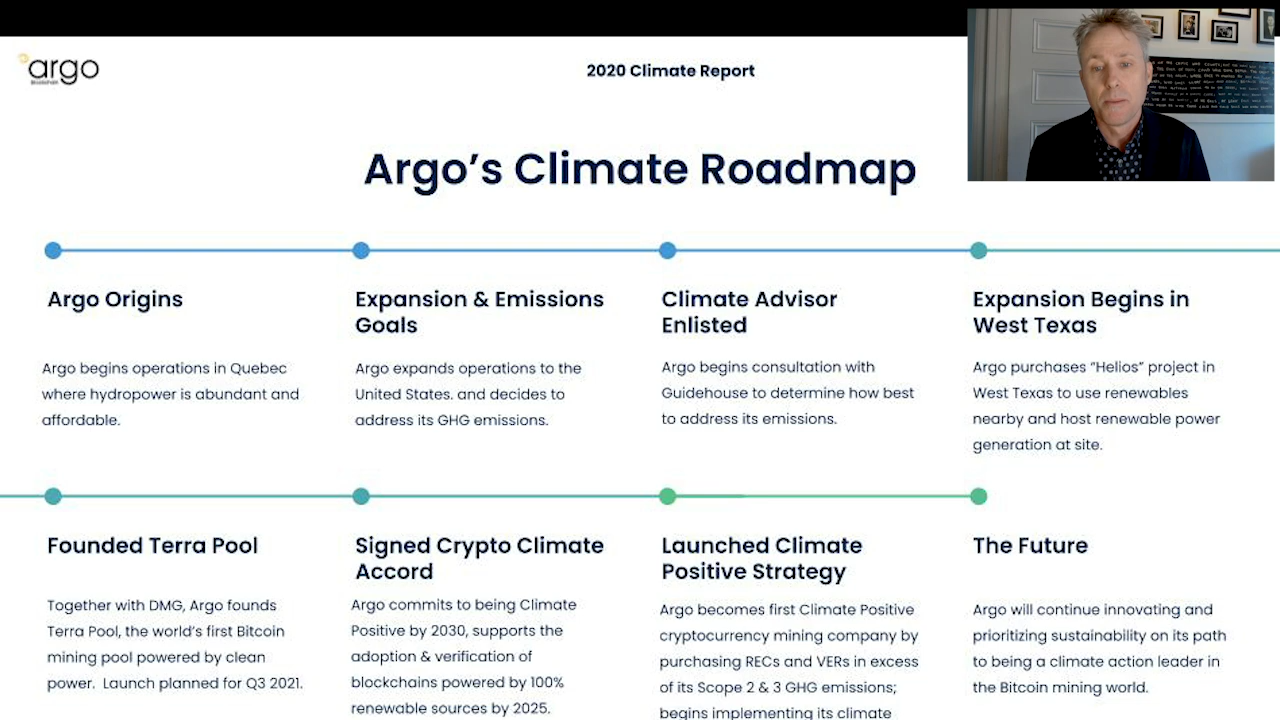 argo
Blockchain
2020 Climate Report
Argo's Climate Roadmap
Argo Origins
Argo begins operations in Quebec
where hydropower is abundant and
affordable.
Expansion & Emissions
Goals
Argo expands operations to the
United States. and decides to
address its GHG emissions.
Climate Advisor
Enlisted
Argo begins consultation with
Guidehouse to determine how best
to address its emissions.
Expansion Begins in
West Texas
Argo purchases “Helios” project in
West Texas to use renewables
nearby and host renewable power
generation at site.
Founded Terra Pool
Together with DMG, Argo founds
Terra Pool, the world’s first Bitcoin
mining pool powered by clean
power.  Launch planned for Q3 2021.
Signed Crypto Climate
Accord
Argo commits to being Climate
Positive by 2030, supports the
adoption & verification of
blockchains powered by 100%
renewable sources by 2025.
Launched Climate
Positive Strategy
Argo becomes first Climate Positive
cryptocurrency mining company by
purchasing RECs and VERs in excess
of its Scope 2 & 3 GHG emissions;
begins implementing its climate
The Future
Argo will continue innovating and
prioritizing sustainability on its path
to being a climate action leader in
the Bitcoin mining world.